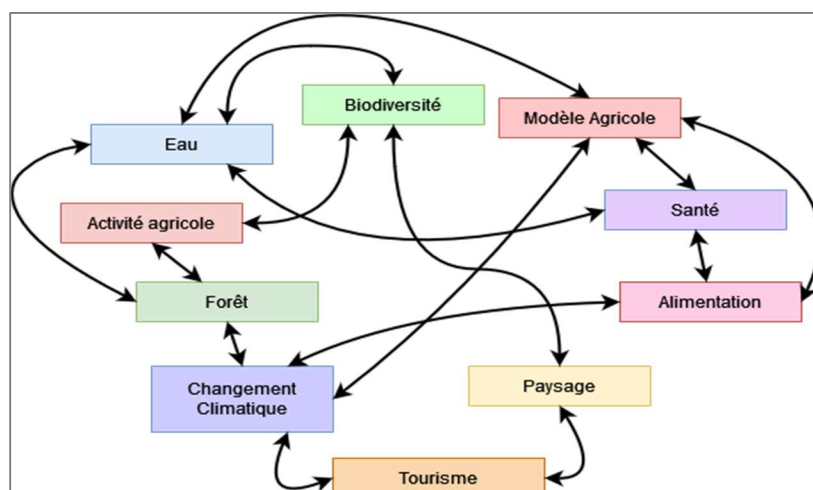 Biodiversité
Modèle Agricole
Eau
Santé
Activité agricole
Forêt
Alimentation
Changement
Climatique
Paysage
Tourisme